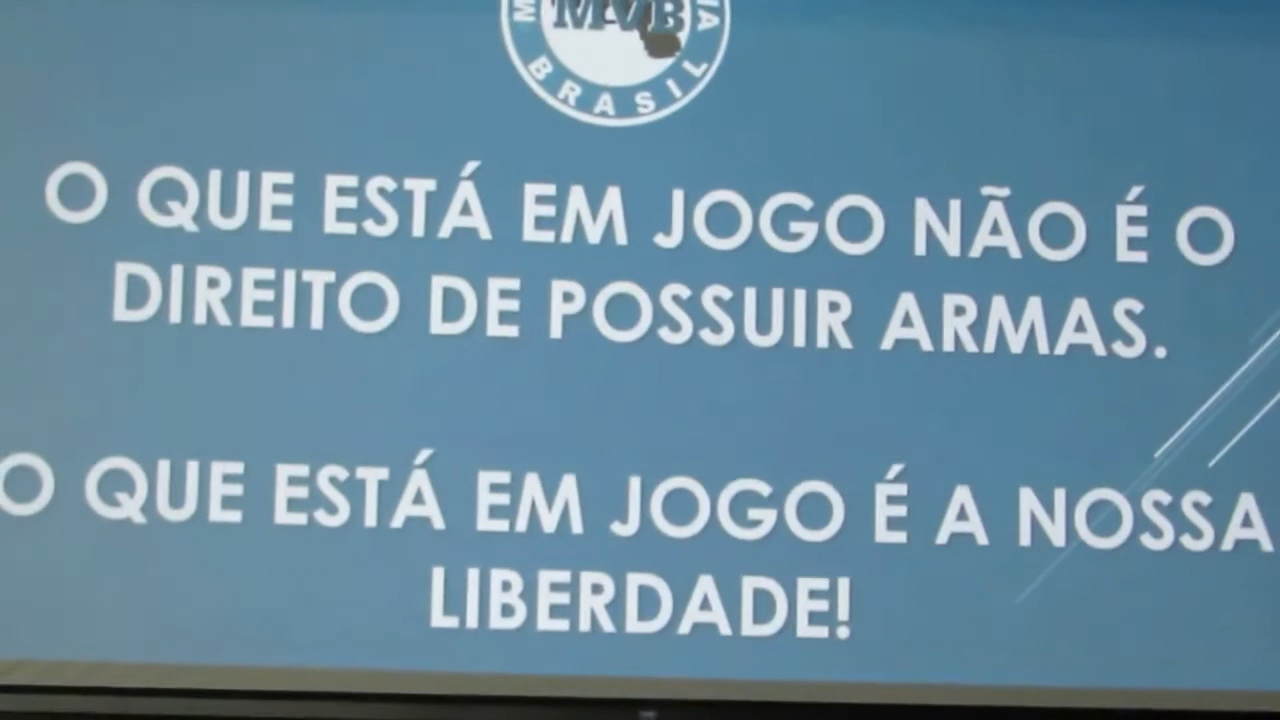 MVB
BRASIL
O QUE ESTÁ EM JOGO NÃO É O
DIREITO DE POSSUIR ARMAS.
O QUE ESTÁ EM JOGO É A NOSSA
LIBERDADE!